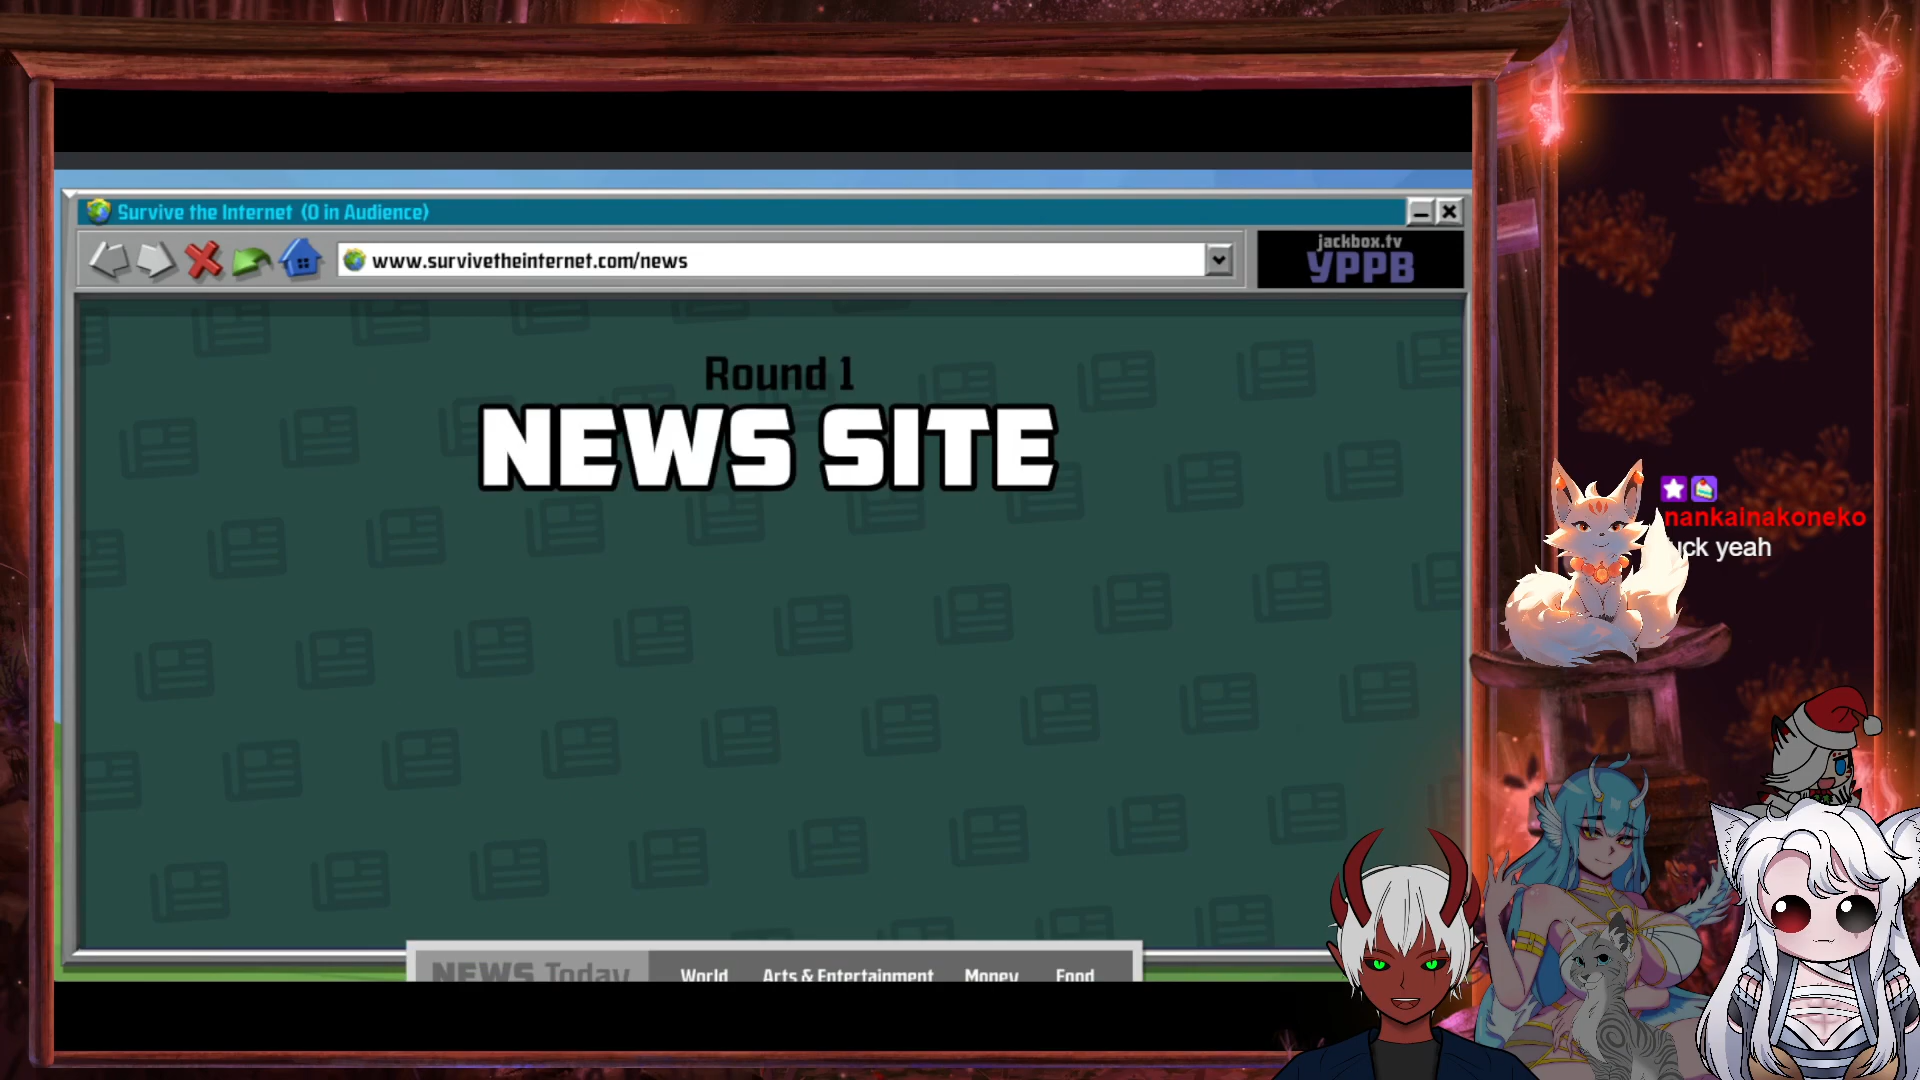 Survive the Internet (0 in Audience)
www.survivetheinternet.com/news
jackbox.tv
YPPB
Round 1
NEWS SITE
nankainakoneko
uck yeah
NEWS Today
World
Arts & Entertainment
Money
Food